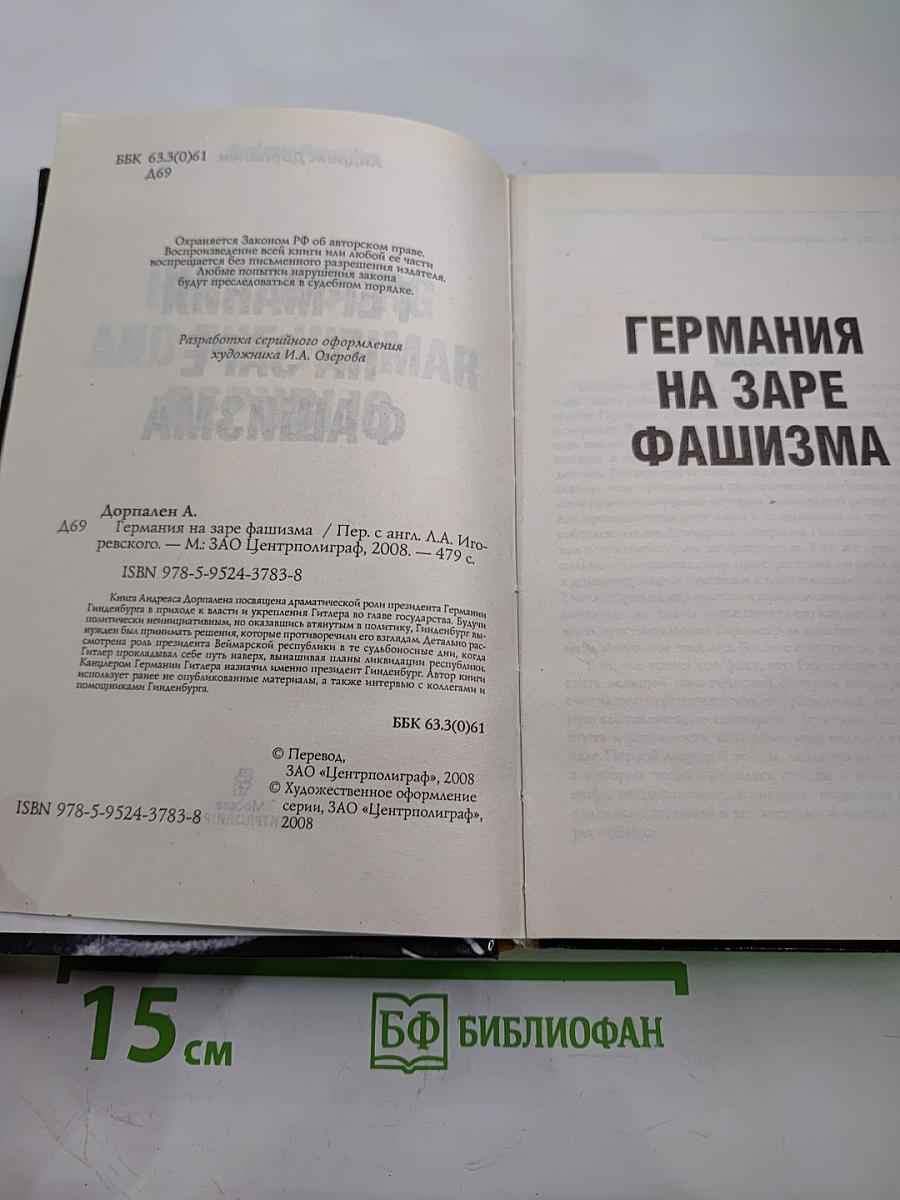 ББК 63.3(0)61
Д69
Охраняется Законом РФ об авторском праве.
Воспроизведение всей книги или любой ее части
воспрещается без письменного разрешения издателя.
Любые попытки нарушения закона
будут преследоваться в судебном порядке.
Разработка серийного оформления
художника И.А. Озерова
Дорпален А.
Д69 Германия на заре фашизма / Пер. с англ. Л.А. Иго-
ревского. — М.: ЗАО Центрполиграф, 2008. — 479 с.
ISBN 978-5-9524-3783-8
Книга Андреаса Дорпалена посвящена драматической роли президента Германии
Гинденбурга в приходе к власти и укрепления Гитлера во главе государства. Будучи
политически неинициативным, но оказавшись втянутым в политику, Гинденбург вы-
нужден был принимать решения, которые противоречили его взглядам. Детально рас-
смотрена роль президента Веймарской республики в те судьбоносные дни, когда
Гитлер прокладывал себе путь наверх, вынашивая планы ликвидации республики.
Канцлером Германии Гитлера назначил именно президент Гинденбург. Автор книги
использует ранее не опубликованные материалы, а также интервью с коллегами и
помощниками Гинденбурга.
ББК 63.3(0)61
© Перевод,
ЗАО «Центрполиграф», 2008
© Художественное оформление
серии, ЗАО «Центрполиграф»,
2008
ISBN 978-5-9524-3783-8
ГЕРМАНИЯ
НА ЗАРЕ
ФАШИЗМА
15 см
БФ БИБЛИОФАН